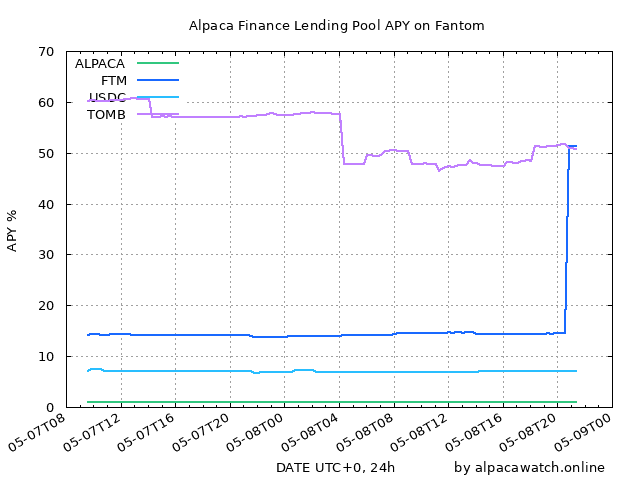 Alpaca Finance Lending Pool APY on Fantom
70
60
50
40
30
20
10
0
APY %
ALPACA
FTM
USDC
TOMB
05-07T08
05-07T12
05-07T16
05-07T20
05-08T00
05-08T04
05-08T08
05-08T12
05-08T16
05-08T20
05-09T00
DATE UTC+0, 24h
by alpacawatch.online